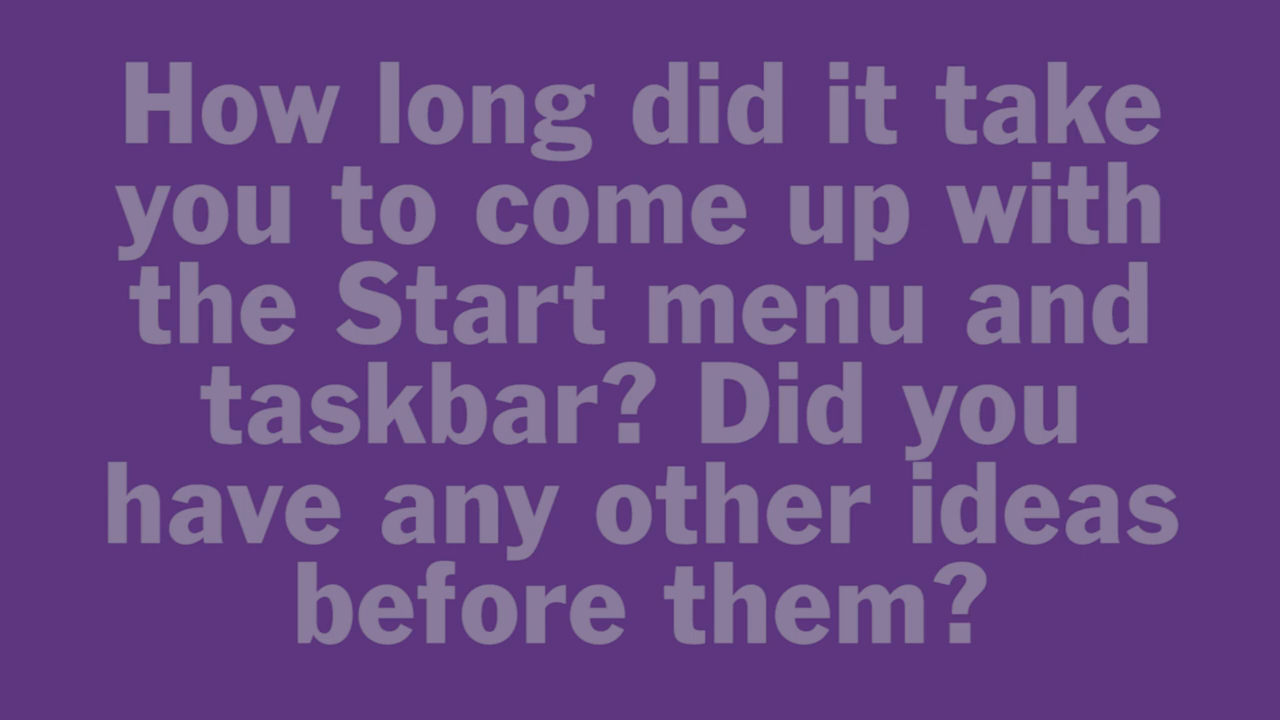 How long did it take
you to come up with
the Start menu and
taskbar? Did you
have any other ideas
before them?